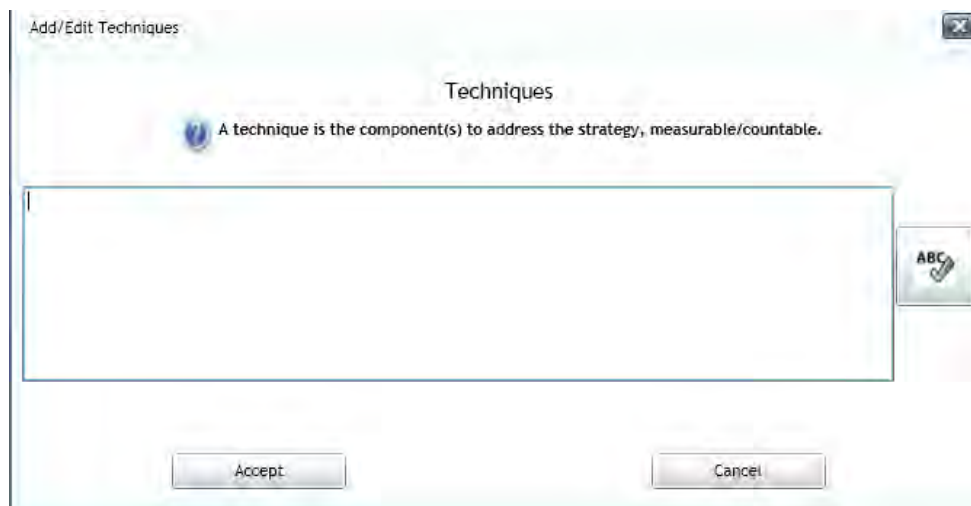 Add/Edit Techniques
Techniques
A technique is the component(s) to address the strategy, measurable/countable.
ABC
Accept
Cancel